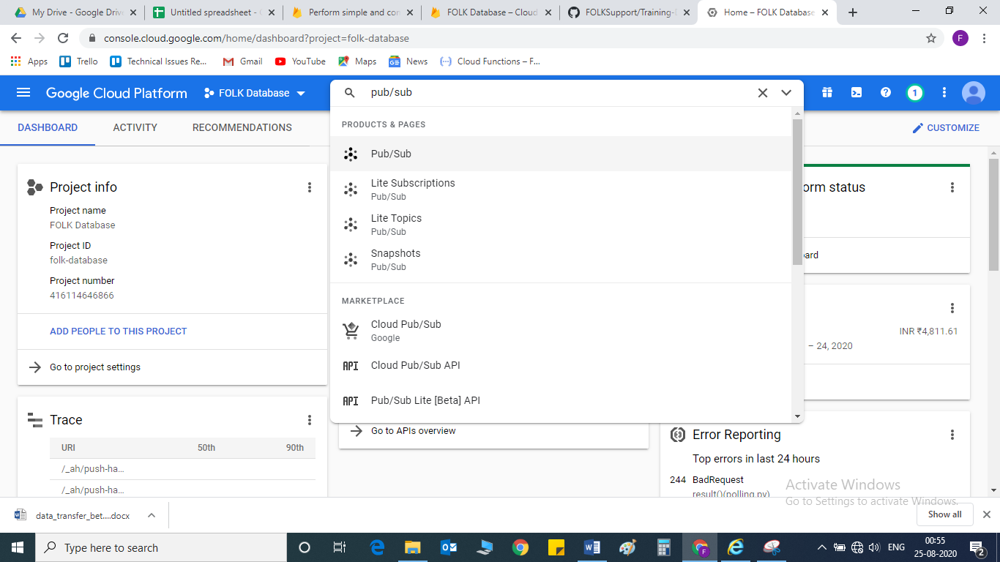 My Drive - Google Drive
Untitled spreadsheet -
Perform simple and con
FOLK Database – Cloud
FOLKSupport/Training-
Home – FOLK Database
console.cloud.google.com/home/dashboard?project=folk-database
F
Apps
Trello
Technical Issues Re...
Gmail
YouTube
Maps
News
Cloud Functions – F...
Google Cloud Platform
FOLK Database
pub/sub
1
DASHBOARD
ACTIVITY
RECOMMENDATIONS
CUSTOMIZE
PRODUCTS & PAGES
Pub/Sub
Lite Subscriptions
Pub/Sub
Lite Topics
Pub/Sub
Snapshots
Pub/Sub
MARKETPLACE
Cloud Pub/Sub
Google
API
Cloud Pub/Sub API
API
Pub/Sub Lite [Beta] API
Project info
Project name
FOLK Database
Project ID
folk-database
Project number
416114646866
ADD PEOPLE TO THIS PROJECT
Go to project settings
Trace
URI
50th
90th
/_ah/push-ha...
/_ah/push-ha...
Go to APIs overview
orm status
ard
INR ₹4,811.61
– 24, 2020
Error Reporting
Top errors in last 24 hours
244
BadRequest
result()(polling.py)
Activate Windows
Go to Settings to activate Windows.
data_transfer_bet....docx
Show all
Type here to search
F
ENG
00:55
25-08-2020
2